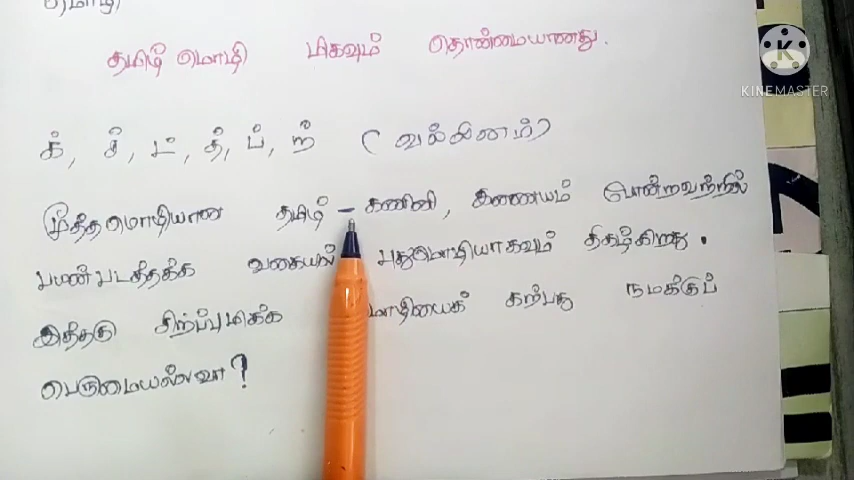 தமிழ் மொழி மிகவும் தொன்மையானது.
KINEMASTER
க், ச், ட், த், ப், ற் (வல்லினம்)
மூத்தமொழியான தமிழ் – கணினி, இணையம் போன்றவற்றில்
பயன்படத்தக்க வகையில் புதுமொழியாகவும் திகழ்கிறது.
இத்தகு சிறப்புமிக்க மொழியைக் கற்பது நமக்குப்
பெருமையல்லவா?